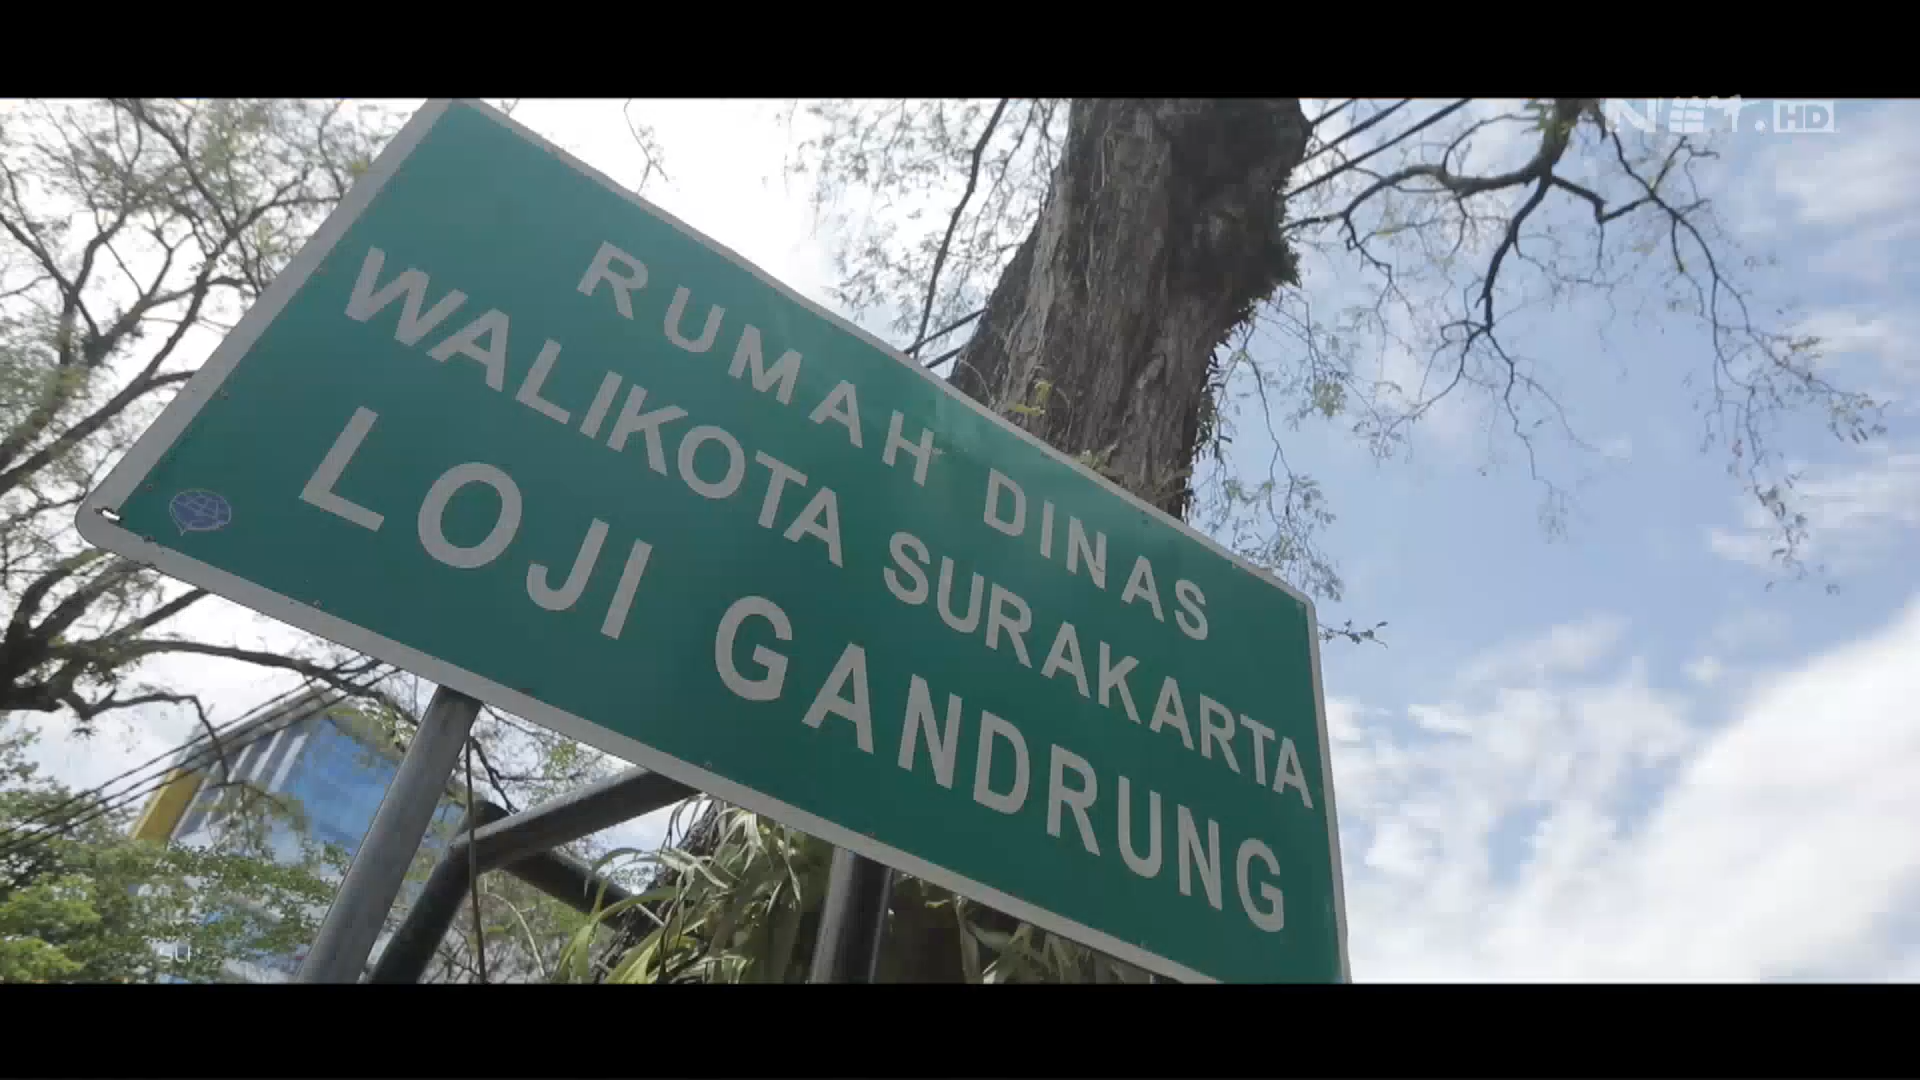 NET. HD
RUMAH DINAS
WALIKOTA SURAKARTA
LOJI GANDRUNG